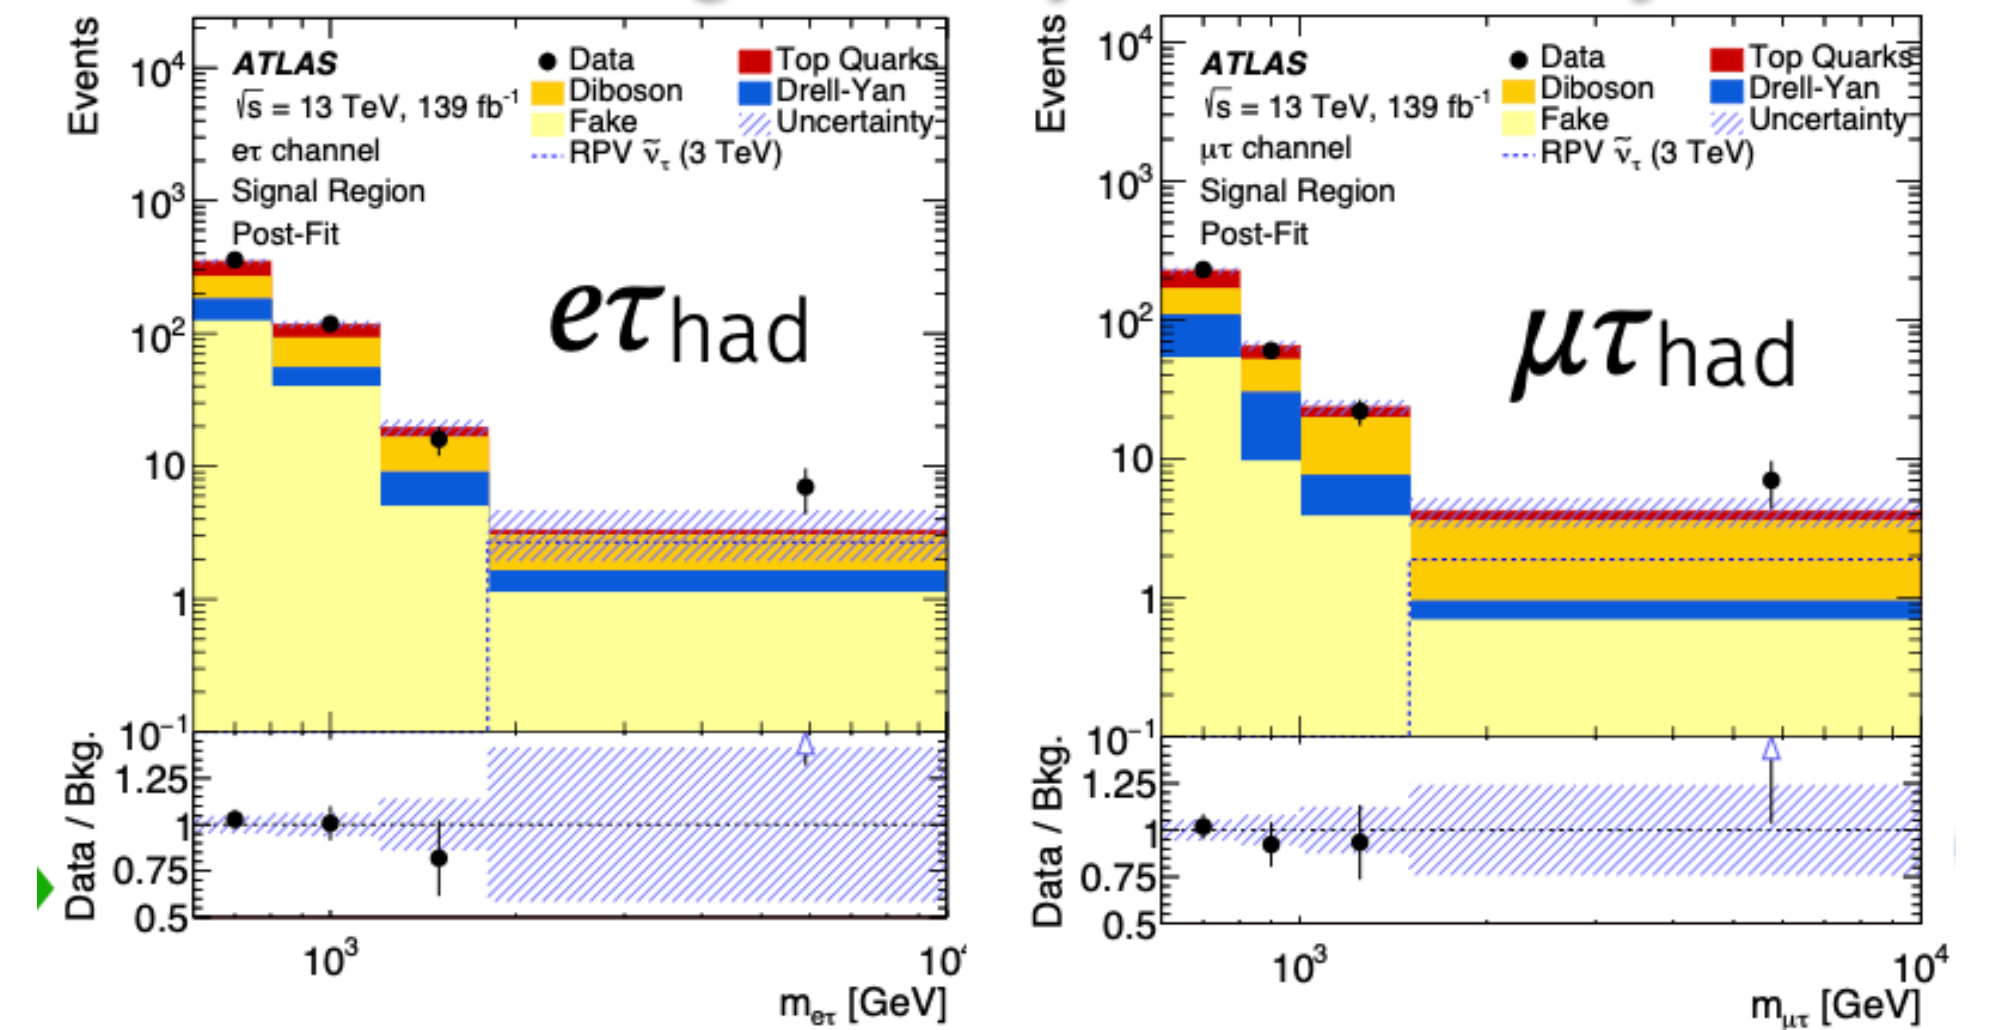 Events
10⁴
10³
10²
10
1
10⁻¹
ATLAS
√s = 13 TeV, 139 fb⁻¹
eτ channel
Signal Region
Post-Fit
Data
Diboson
Fake
RPV ν̃τ (3 TeV)
Top Quarks
Drell-Yan
Uncertainty
eτhad
Data / Bkg.
1.25
1
0.75
0.5
10³
10⁴
meτ [GeV]
Events
10⁴
10³
10²
10
1
10⁻¹
ATLAS
√s = 13 TeV, 139 fb⁻¹
μτ channel
Signal Region
Post-Fit
Data
Diboson
Fake
RPV ν̃τ (3 TeV)
Top Quarks
Drell-Yan
Uncertainty
μτhad
Data / Bkg.
1.25
1
0.75
0.5
10³
10⁴
mμτ [GeV]